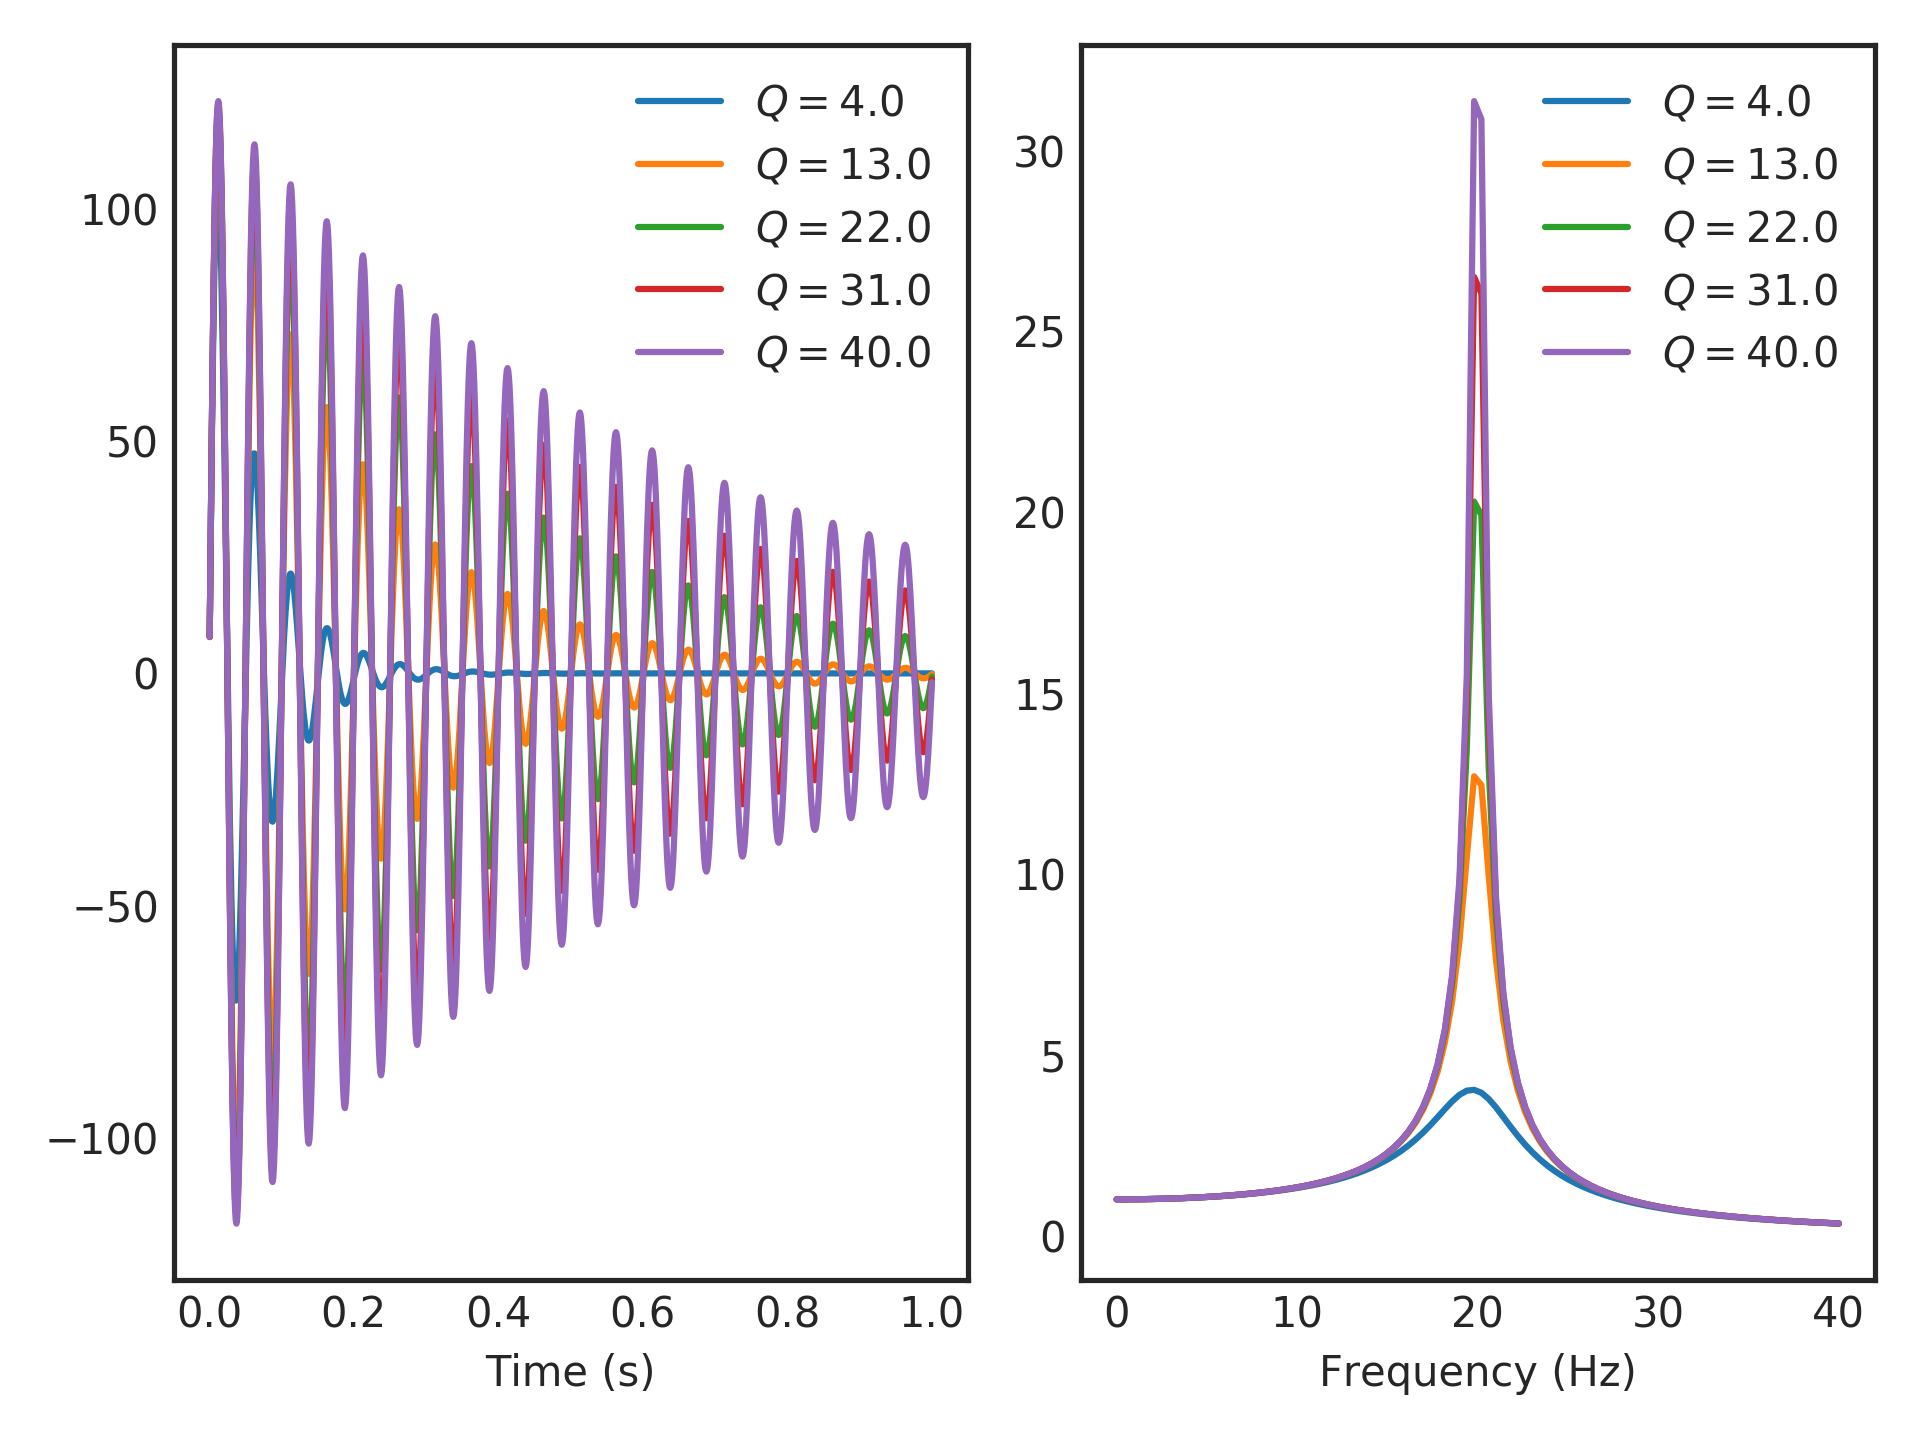 Q = 4.0
Q = 13.0
Q = 22.0
Q = 31.0
Q = 40.0
100
50
0
−50
−100
0.0 0.2 0.4 0.6 0.8 1.0
Time (s)
Q = 4.0
Q = 13.0
Q = 22.0
Q = 31.0
Q = 40.0
30
25
20
15
10
5
0
0 10 20 30 40
Frequency (Hz)